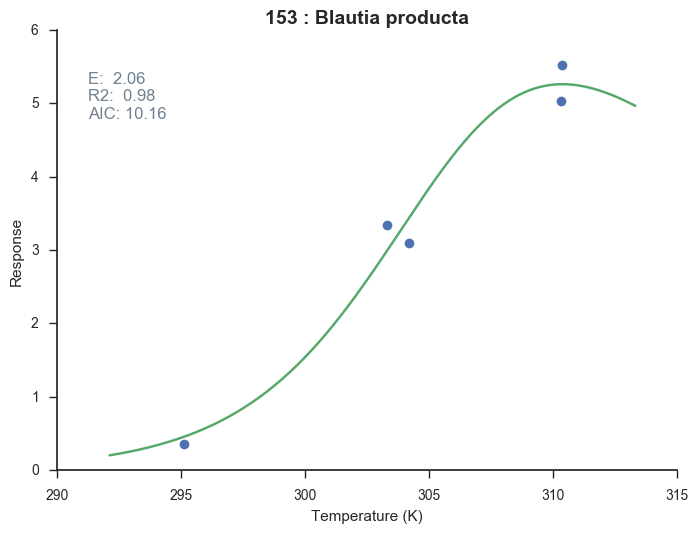 153 : Blautia producta
E: 2.06
R2: 0.98
AIC: 10.16
Response
6
5
4
3
2
1
0
290 295 300 305 310 315
Temperature (K)